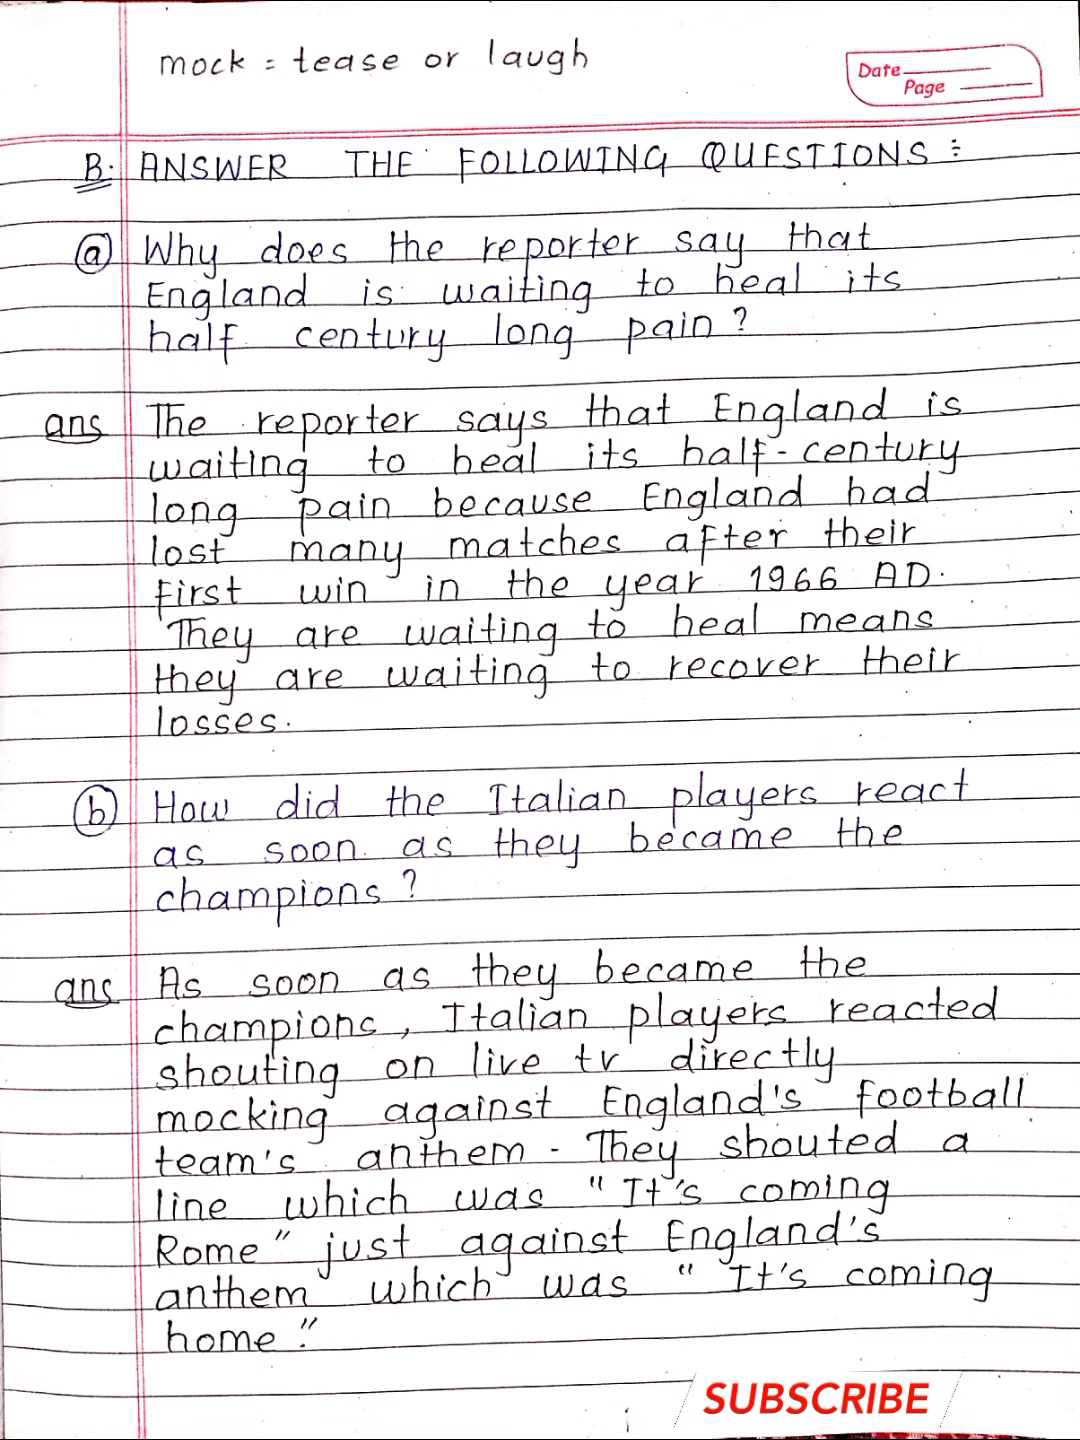 mock = tease or laugh
Date
Page
B. ANSWER THE FOLLOWING QUESTIONS :
(a) Why does the reporter say that
England is waiting to heal its
half century long pain?
ans The reporter says that England is
waiting to heal its half-century
long pain because England had
lost many matches after their
first win in the year 1966 AD.
They are waiting to heal means
they are waiting to recover their
losses.
(b) How did the Italian players react
as soon as they became the
champions?
ans As soon as they became the
champions, Italian players reacted
shouting on live tv directly
mocking against England's football
team's anthem. They shouted a
line which was "It's coming
Rome" just against England's
anthem which was "It's coming
home."
SUBSCRIBE